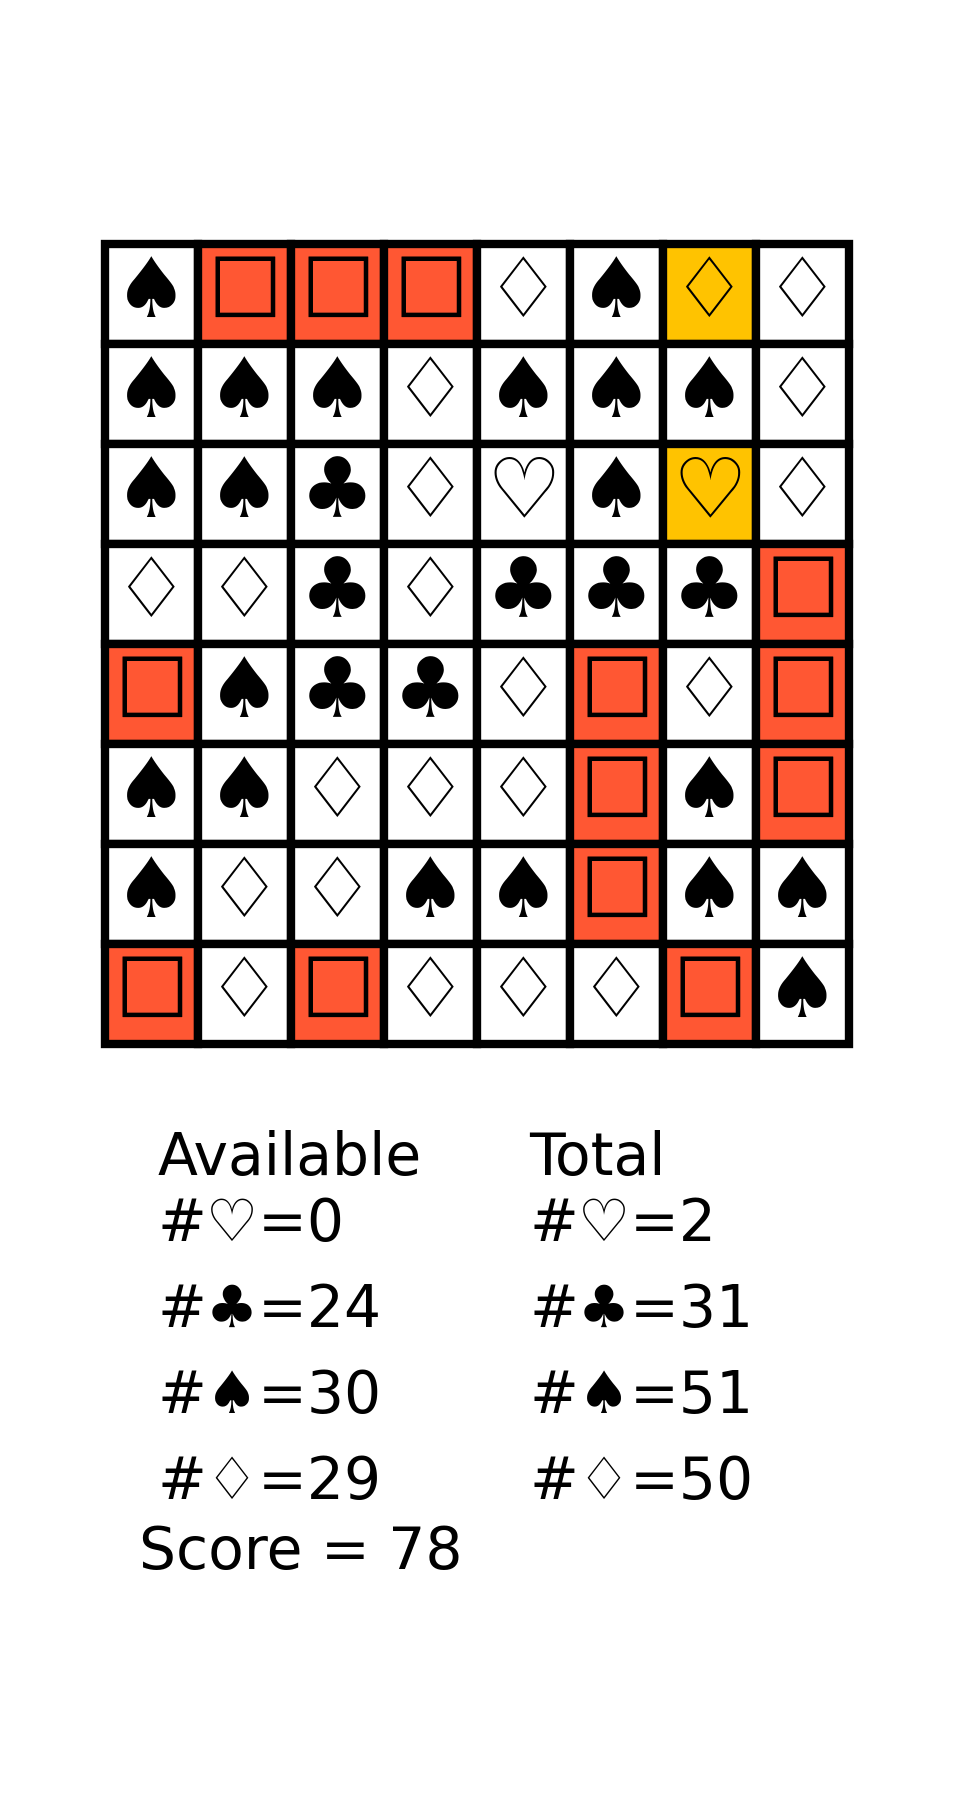 ♠ □ □ □ ♢ ♠ ♢ ♢
♠ ♠ ♠ ♢ ♠ ♠ ♠ ♢
♠ ♠ ♣ ♢ ♡ ♠ ♡ ♢
♢ ♢ ♣ ♢ ♣ ♣ ♣ □
□ ♠ ♣ ♣ ♢ □ ♢ □
♠ ♠ ♢ ♢ ♢ □ ♠ □
♠ ♢ ♢ ♠ ♠ □ ♠ ♠
□ ♢ □ ♢ ♢ ♢ □ ♠
Available Total
#♡=0 #♡=2
#♣=24 #♣=31
#♠=30 #♠=51
#♢=29 #♢=50
Score = 78